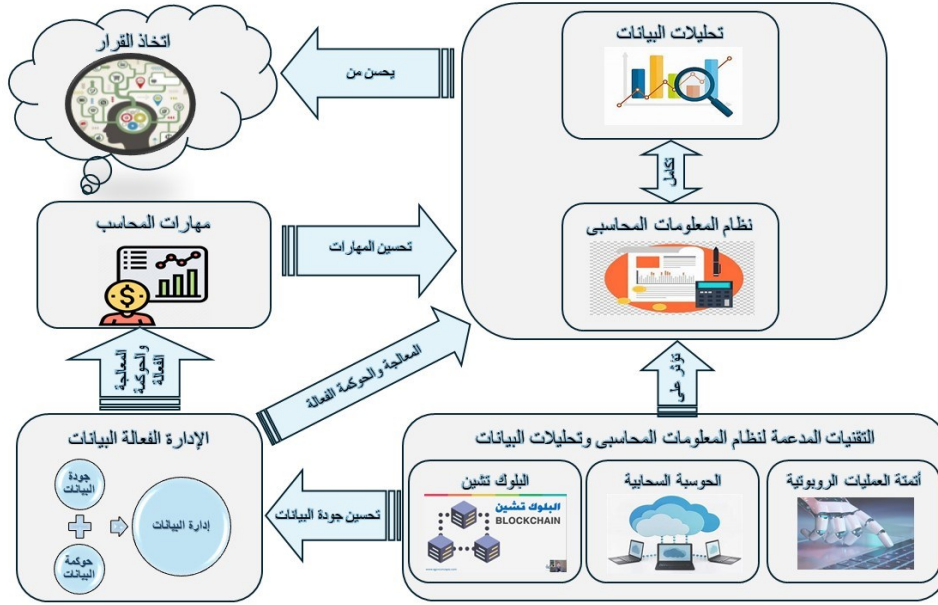 اتخاذ القرار
يحسن من
تحليلات البيانات
تكامل
نظام المعلومات المحاسبى
مهارات المحاسب
تحسين المهارات
المعالجة
والحوكمة
الفعالة
المعالجة والحوكمة الفعالة
تؤثر على
الإدارة الفعالة البيانات
جودة
البيانات
إدارة البيانات
حوكمة
البيانات
تحسين جودة البيانات
التقنيات المدعمة لنظام المعلومات المحاسبى وتحليلات البيانات
أتمتة العمليات الروبوتية
الحوسبة السحابية
البلوك تشين
البلوك تشين
BLOCKCHAIN